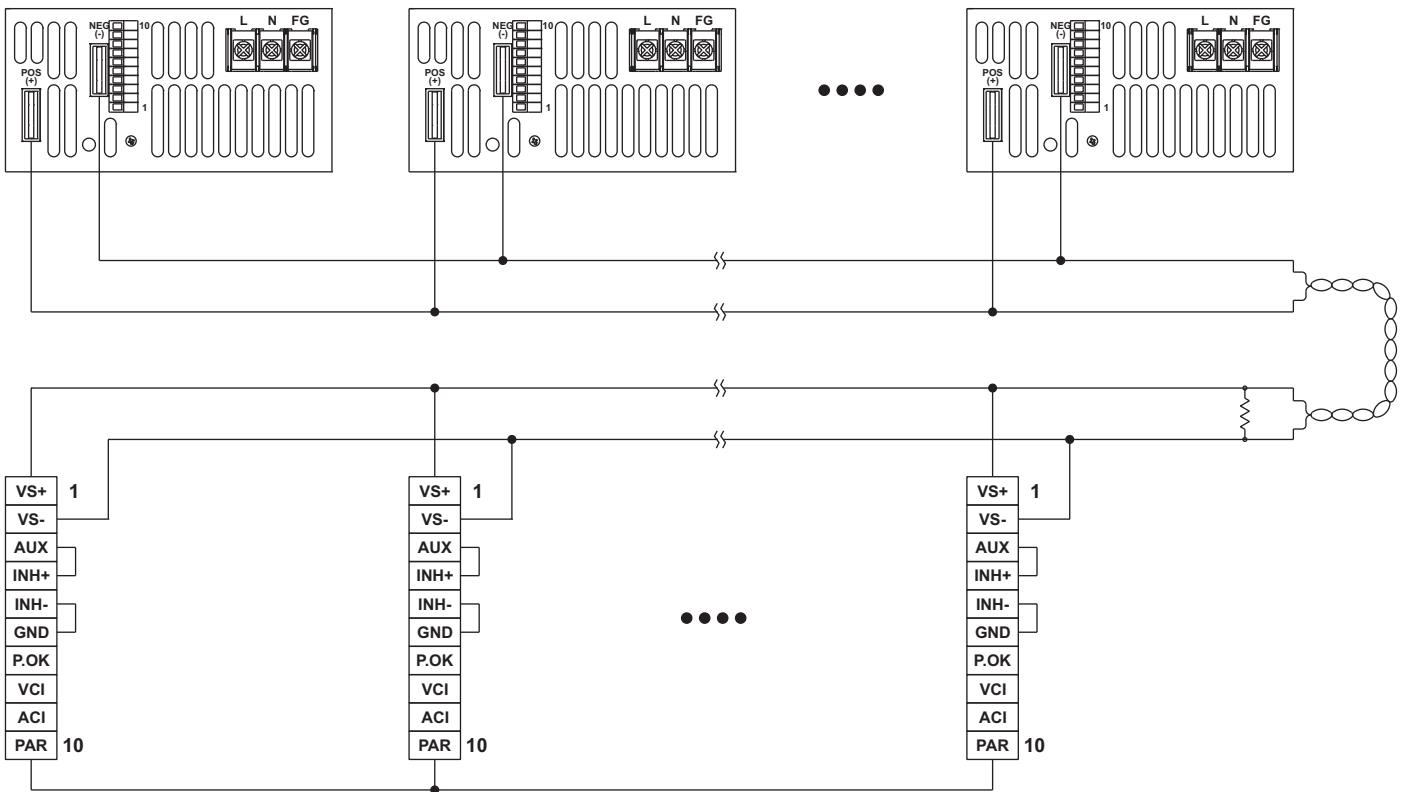 L N FG
NEG 10
(-)
POS
(+)
1
L N FG
NEG 10
(-)
POS
(+)
1
L N FG
NEG 10
(-)
POS
(+)
1
VS+ 1
VS-
AUX
INH+
INH-
GND
P.OK
VCI
ACI
PAR 10
VS+ 1
VS-
AUX
INH+
INH-
GND
P.OK
VCI
ACI
PAR 10
VS+ 1
VS-
AUX
INH+
INH-
GND
P.OK
VCI
ACI
PAR 10